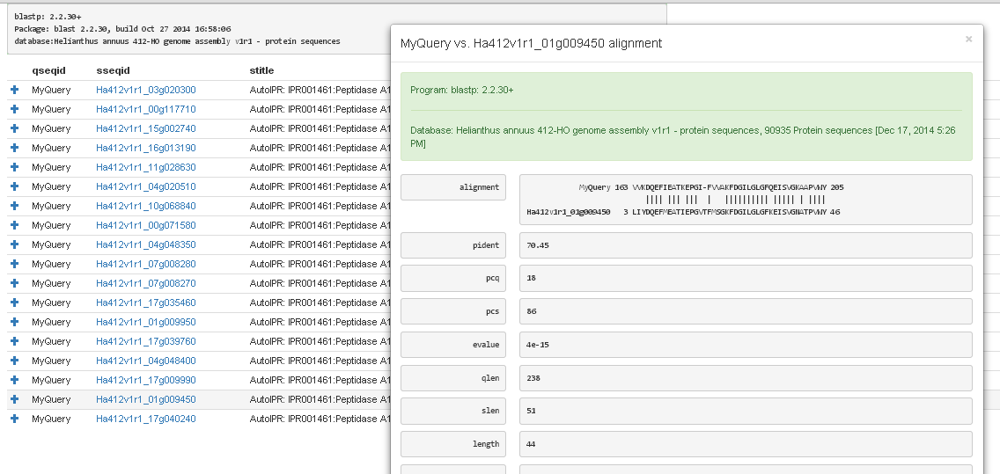 blastp: 2.2.30+
Package: blast 2.2.30, build Oct 27 2014 16:58:06
database:Helianthus annuus 412-HO genome assembly v1r1 - protein sequences
qseqid sseqid stitle
MyQuery Ha412v1r1_03g020300 AutoIPR: IPR001461:Peptidase A1
MyQuery Ha412v1r1_00g117710 AutoIPR: IPR001461:Peptidase A1
MyQuery Ha412v1r1_15g002740 AutoIPR: IPR001461:Peptidase A1
MyQuery Ha412v1r1_16g013190 AutoIPR: IPR001461:Peptidase A1
MyQuery Ha412v1r1_11g028630 AutoIPR: IPR001461:Peptidase A1
MyQuery Ha412v1r1_04g020510 AutoIPR: IPR001461:Peptidase A1
MyQuery Ha412v1r1_10g068840 AutoIPR: IPR001461:Peptidase A1
MyQuery Ha412v1r1_00g071580 AutoIPR: IPR001461:Peptidase A1
MyQuery Ha412v1r1_04g048350 AutoIPR: IPR001461:Peptidase A1
MyQuery Ha412v1r1_07g008280 AutoIPR: IPR001461:Peptidase A1
MyQuery Ha412v1r1_07g008270 AutoIPR: IPR001461:Peptidase A1
MyQuery Ha412v1r1_17g035460 AutoIPR: IPR001461:Peptidase A1
MyQuery Ha412v1r1_01g009950 AutoIPR: IPR001461:Peptidase A1
MyQuery Ha412v1r1_17g039760 AutoIPR: IPR001461:Peptidase A1
MyQuery Ha412v1r1_04g048400 AutoIPR: IPR001461:Peptidase A1
MyQuery Ha412v1r1_17g009990 AutoIPR: IPR001461:Peptidase A1
MyQuery Ha412v1r1_01g009450 AutoIPR: IPR001461:Peptidase A1
MyQuery Ha412v1r1_17g040240 AutoIPR: IPR001461:Peptidase A1
MyQuery vs. Ha412v1r1_01g009450 alignment ×
Program: blastp: 2.2.30+
Database: Helianthus annuus 412-HO genome assembly v1r1 - protein sequences, 90935 Protein sequences [Dec 17, 2014 5:26
PM]
alignment
MyQuery 163 VVKDQEFIEATKEPGI-FVVAKFDGILGLGFQEISVGKAAPVWY 205
Ha412v1r1_01g009450 3 LIYDQEFMEATIEPGVTFMSGKFDGILGLGFKEISVGNATPVWY 46
pident 70.45
pcq 18
pcs 86
evalue 4e-15
qlen 238
slen 51
length 44